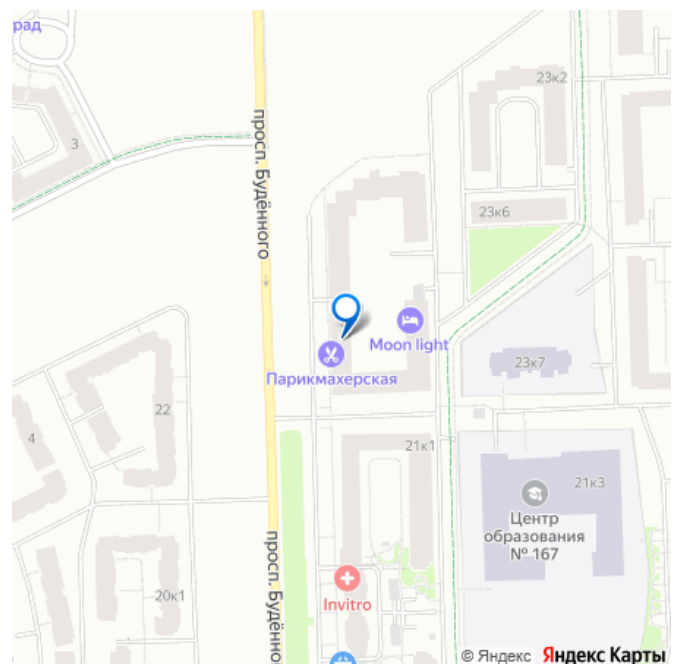 рад
23к2
3
просп. Будённого
23к6
Moon light
Парикмахерская
23к7
22
4
21к1
21к3
Центр
образования
№ 167
просп. Будённо
Invitro
20к1
© Яндекс Яндекс Карты